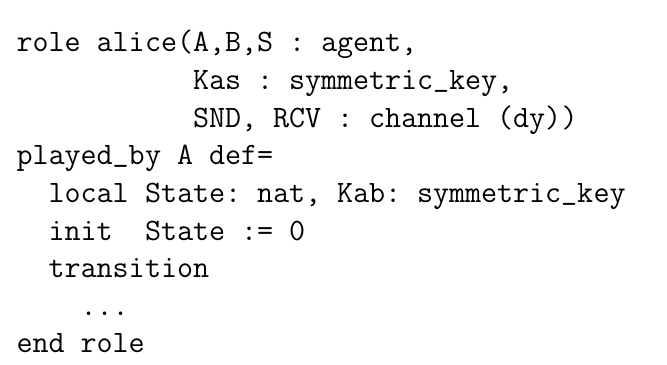 role alice(A,B,S : agent,
Kas : symmetric_key,
SND, RCV : channel (dy))
played_by A def=
local State: nat, Kab: symmetric_key
init State := 0
transition
...
end role